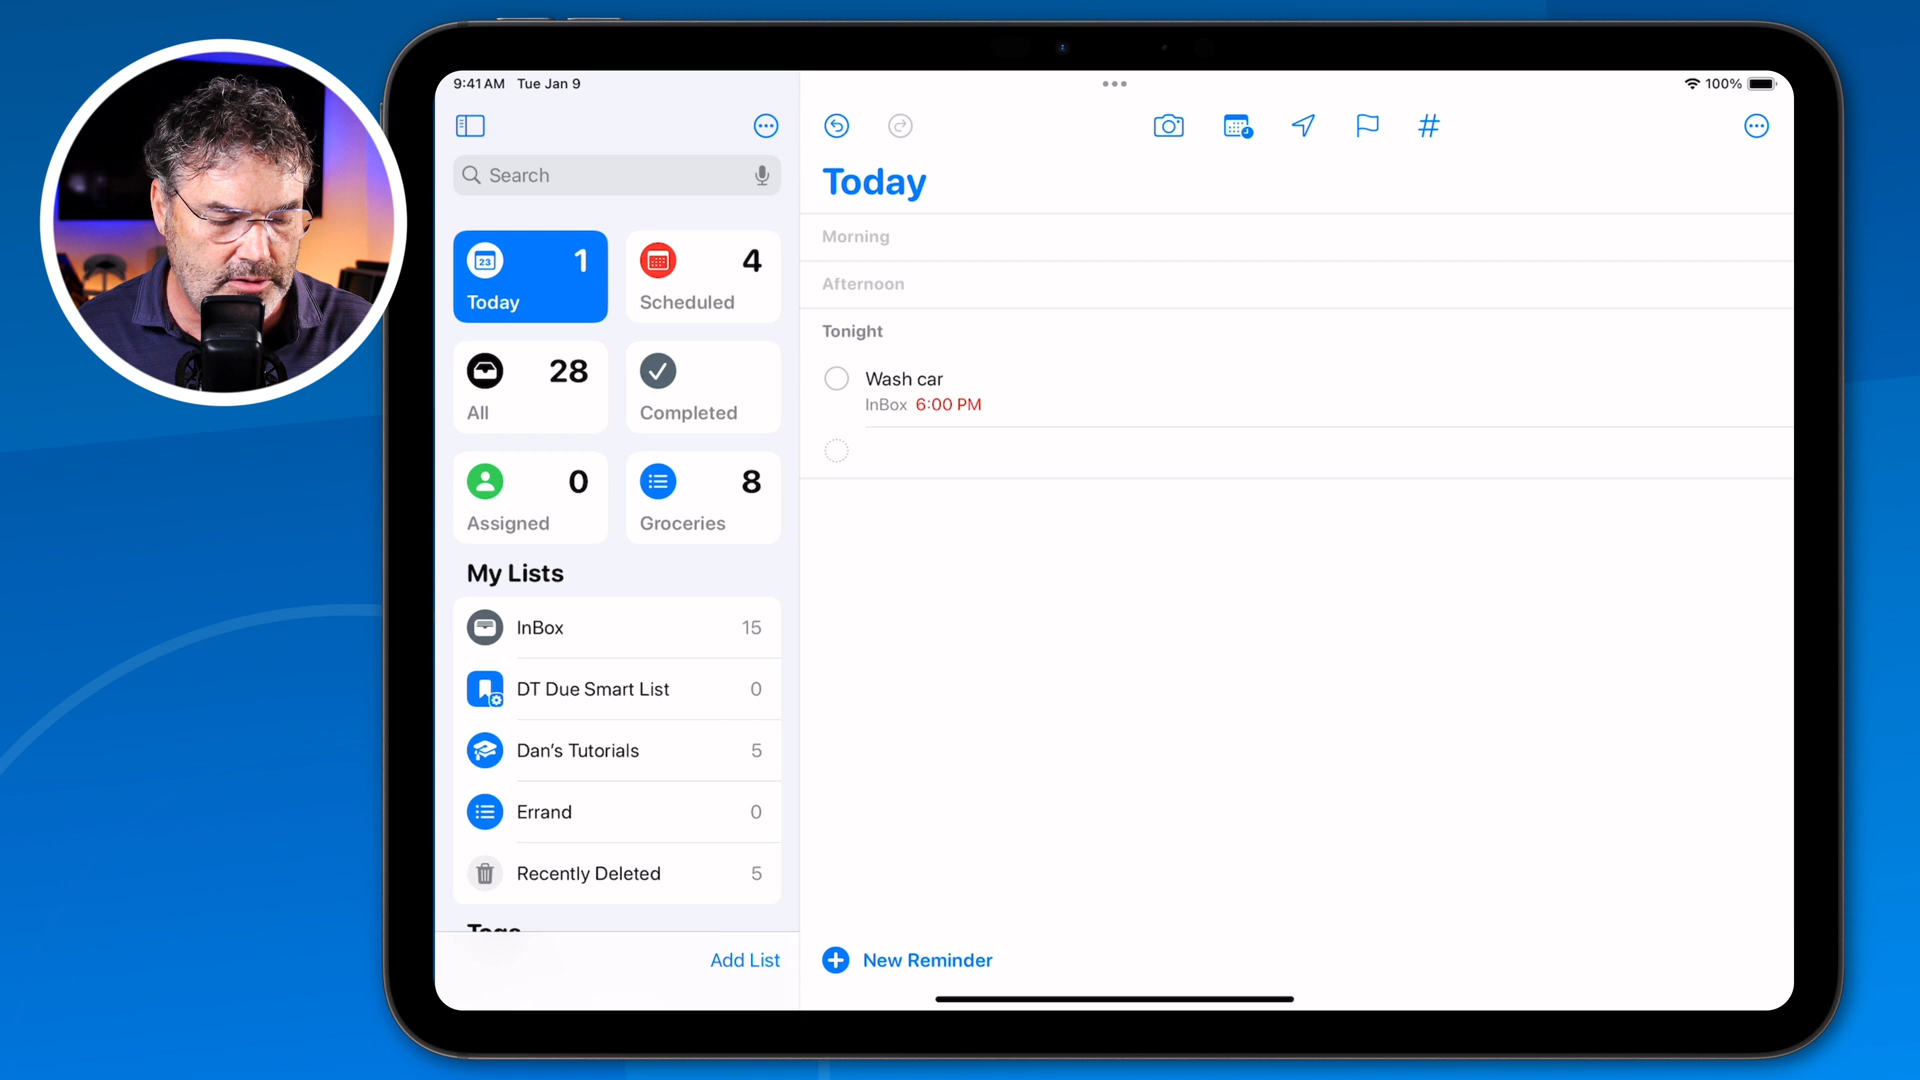 9:41 AM Tue Jan 9
100%
Search
23
1
Today
4
Scheduled
28
All
Completed
0
Assigned
8
Groceries
My Lists
InBox 15
DT Due Smart List 0
Dan's Tutorials 5
Errand 0
Recently Deleted 5
Tags
Add List
Today
Morning
Afternoon
Tonight
Wash car
InBox 6:00 PM
New Reminder